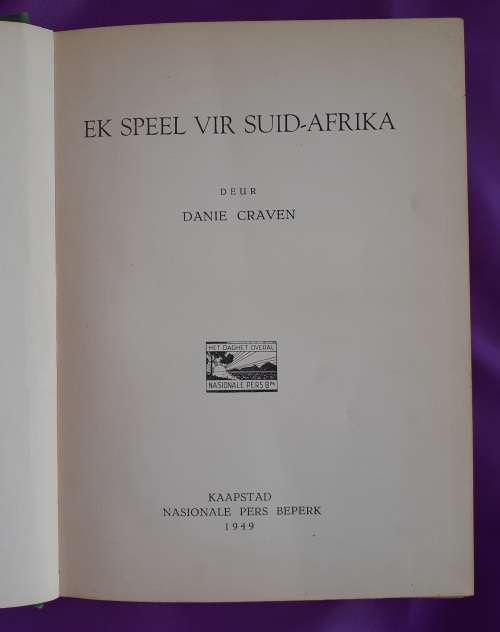 EK SPEEL VIR SUID-AFRIKA
DEUR
DANIE CRAVEN
HET DAGHET OVERAL
NASIONALE PERS BPK
KAAPSTAD
NASIONALE PERS BEPERK
1949